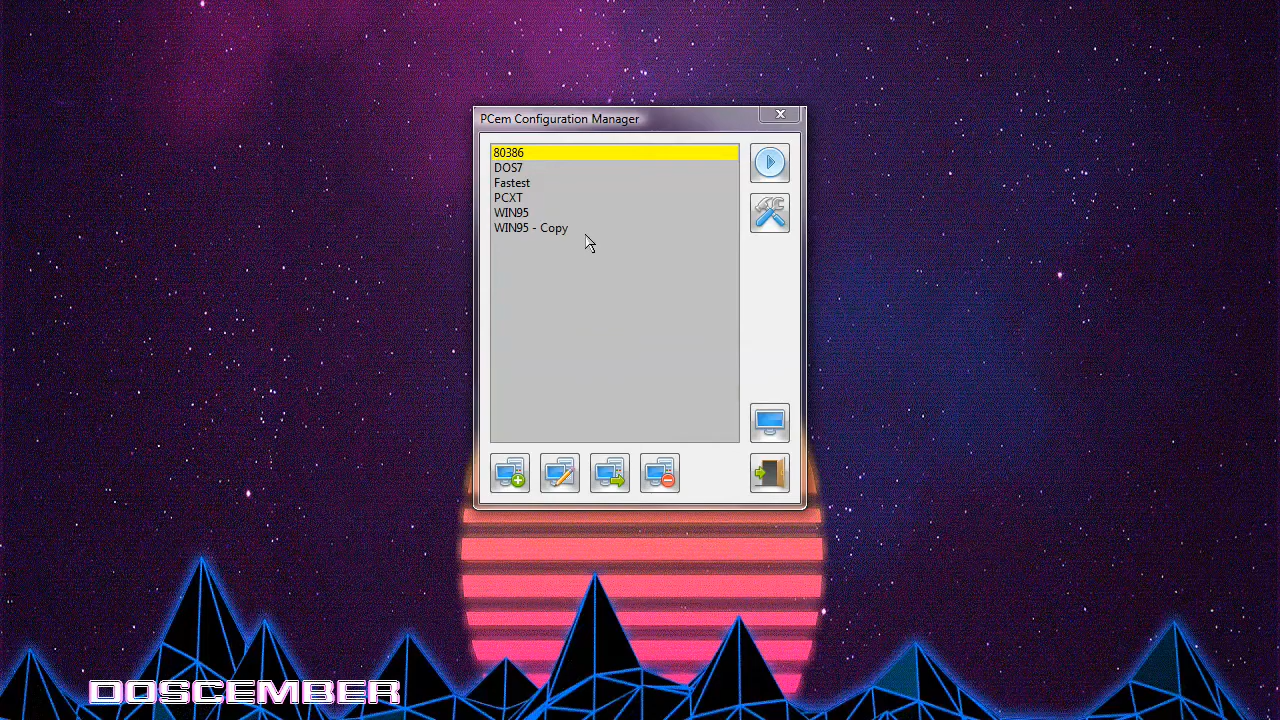 PCem Configuration Manager
80386
DOS7
Fastest
PCXT
WIN95
WIN95 - Copy
DOSCEMBER